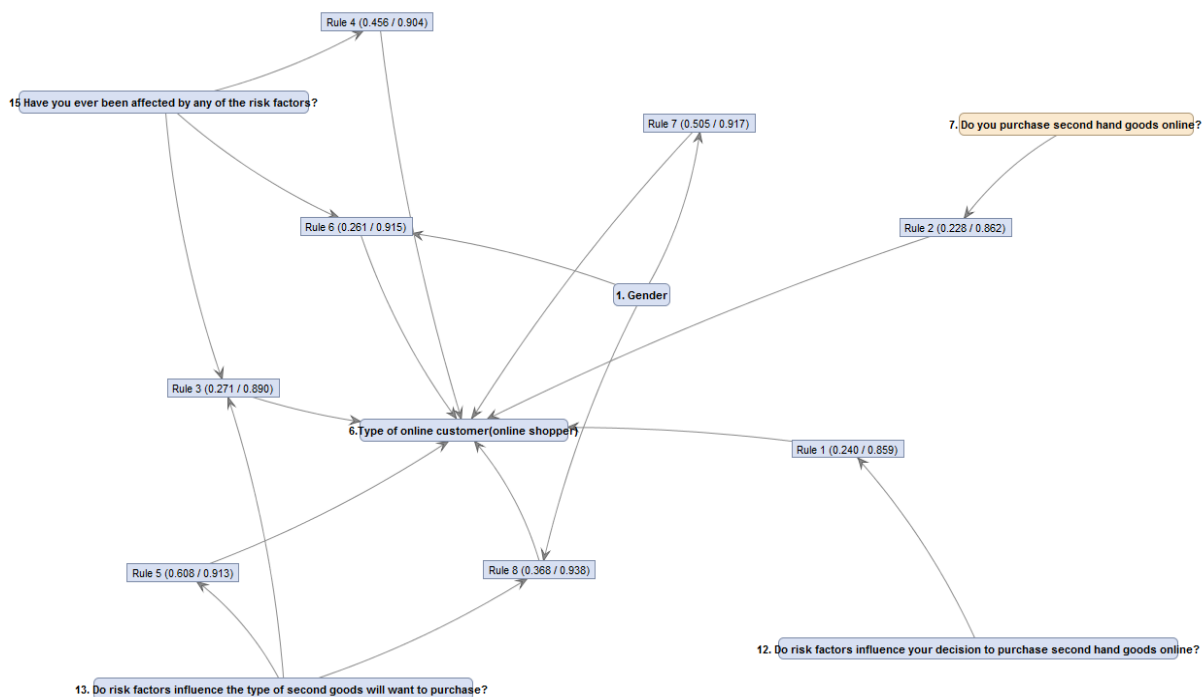 Rule 4 (0.456 / 0.904)
15 Have you ever been affected by any of the risk factors?
Rule 7 (0.505 / 0.917)
7. Do you purchase second hand goods online?
Rule 6 (0.261 / 0.915)
Rule 2 (0.228 / 0.862)
1. Gender
Rule 3 (0.271 / 0.890)
6.Type of online customer(online shopper)
Rule 1 (0.240 / 0.859)
Rule 5 (0.608 / 0.913)
Rule 8 (0.368 / 0.938)
12. Do risk factors influence your decision to purchase second hand goods online?
13. Do risk factors influence the type of second goods will want to purchase?